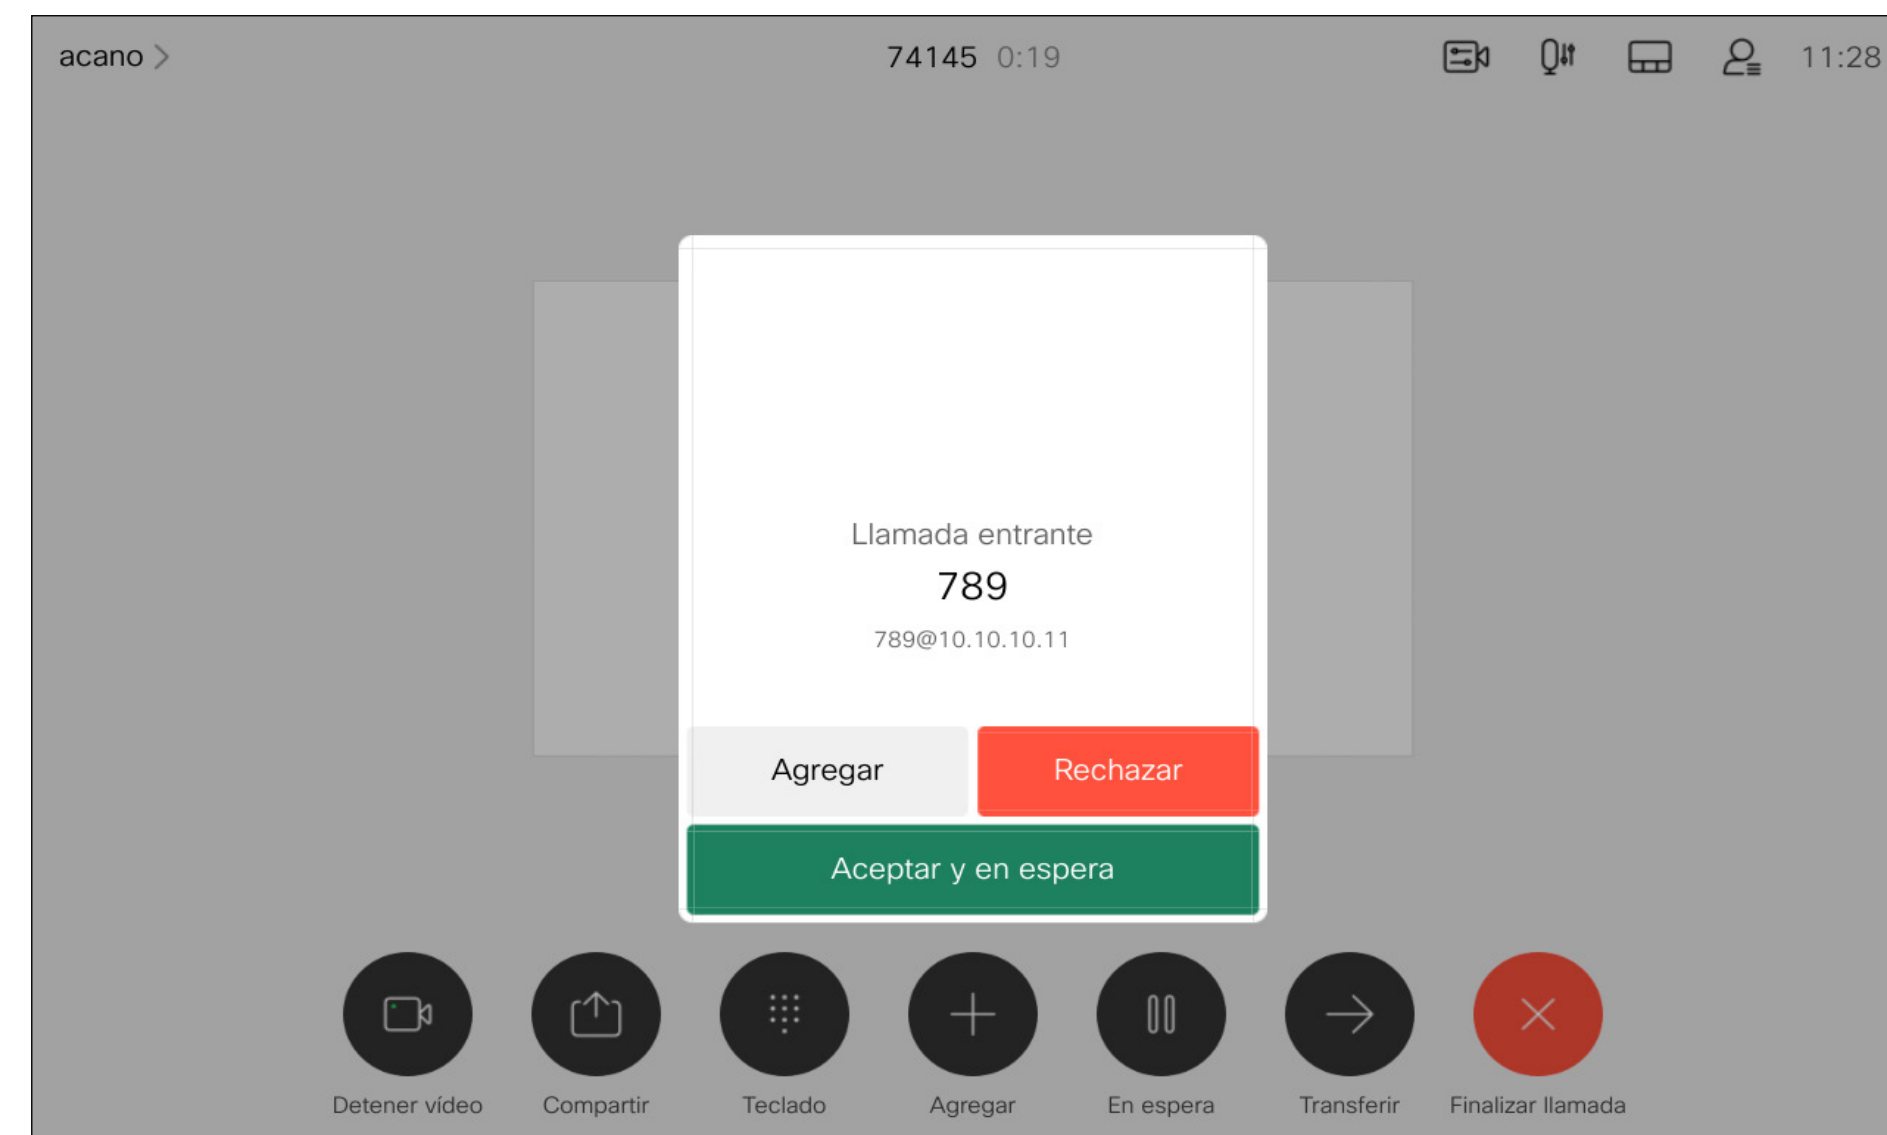 acano
74145 0:19
11:28
Llamada entrante
789
789@10.10.10.11
Agregar
Rechazar
Aceptar y en espera
Detener vídeo
Compartir
Teclado
Agregar
En espera
Transferir
Finalizar llamada